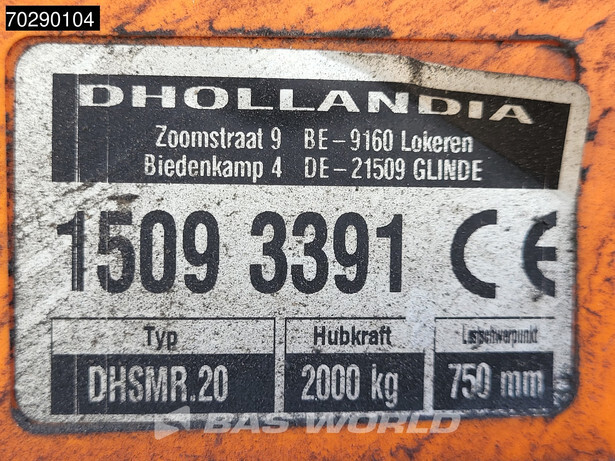 70290104
DHOLLANDIA
Zoomstraat 9 BE-9160 Lokeren
Biedenkamp 4 DE-21509 GLINDE
1509 3391 CE
Typ Hubkraft Lastschwerpunkt
DHSMR.20 2000 kg 750 mm
BAS WORLD